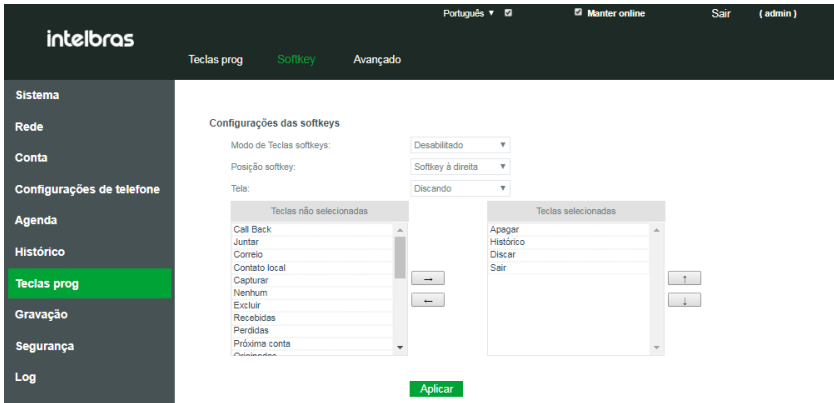 Português
Manter online
Sair
( admin )
intelbras
Teclas prog
Softkey
Avançado
Sistema
Rede
Conta
Configurações de telefone
Agenda
Histórico
Teclas prog
Gravação
Segurança
Log
Configurações das softkeys
Modo de Teclas softkeys:
Desabilitado
Posição softkey:
Softkey à direita
Tela:
Discando
Teclas não selecionadas
Call Back
Juntar
Correio
Contato local
Capturar
Nenhum
Excluir
Recebidas
Perdidas
Próxima conta
Teclas selecionadas
Apagar
Histórico
Discar
Sair
Aplicar